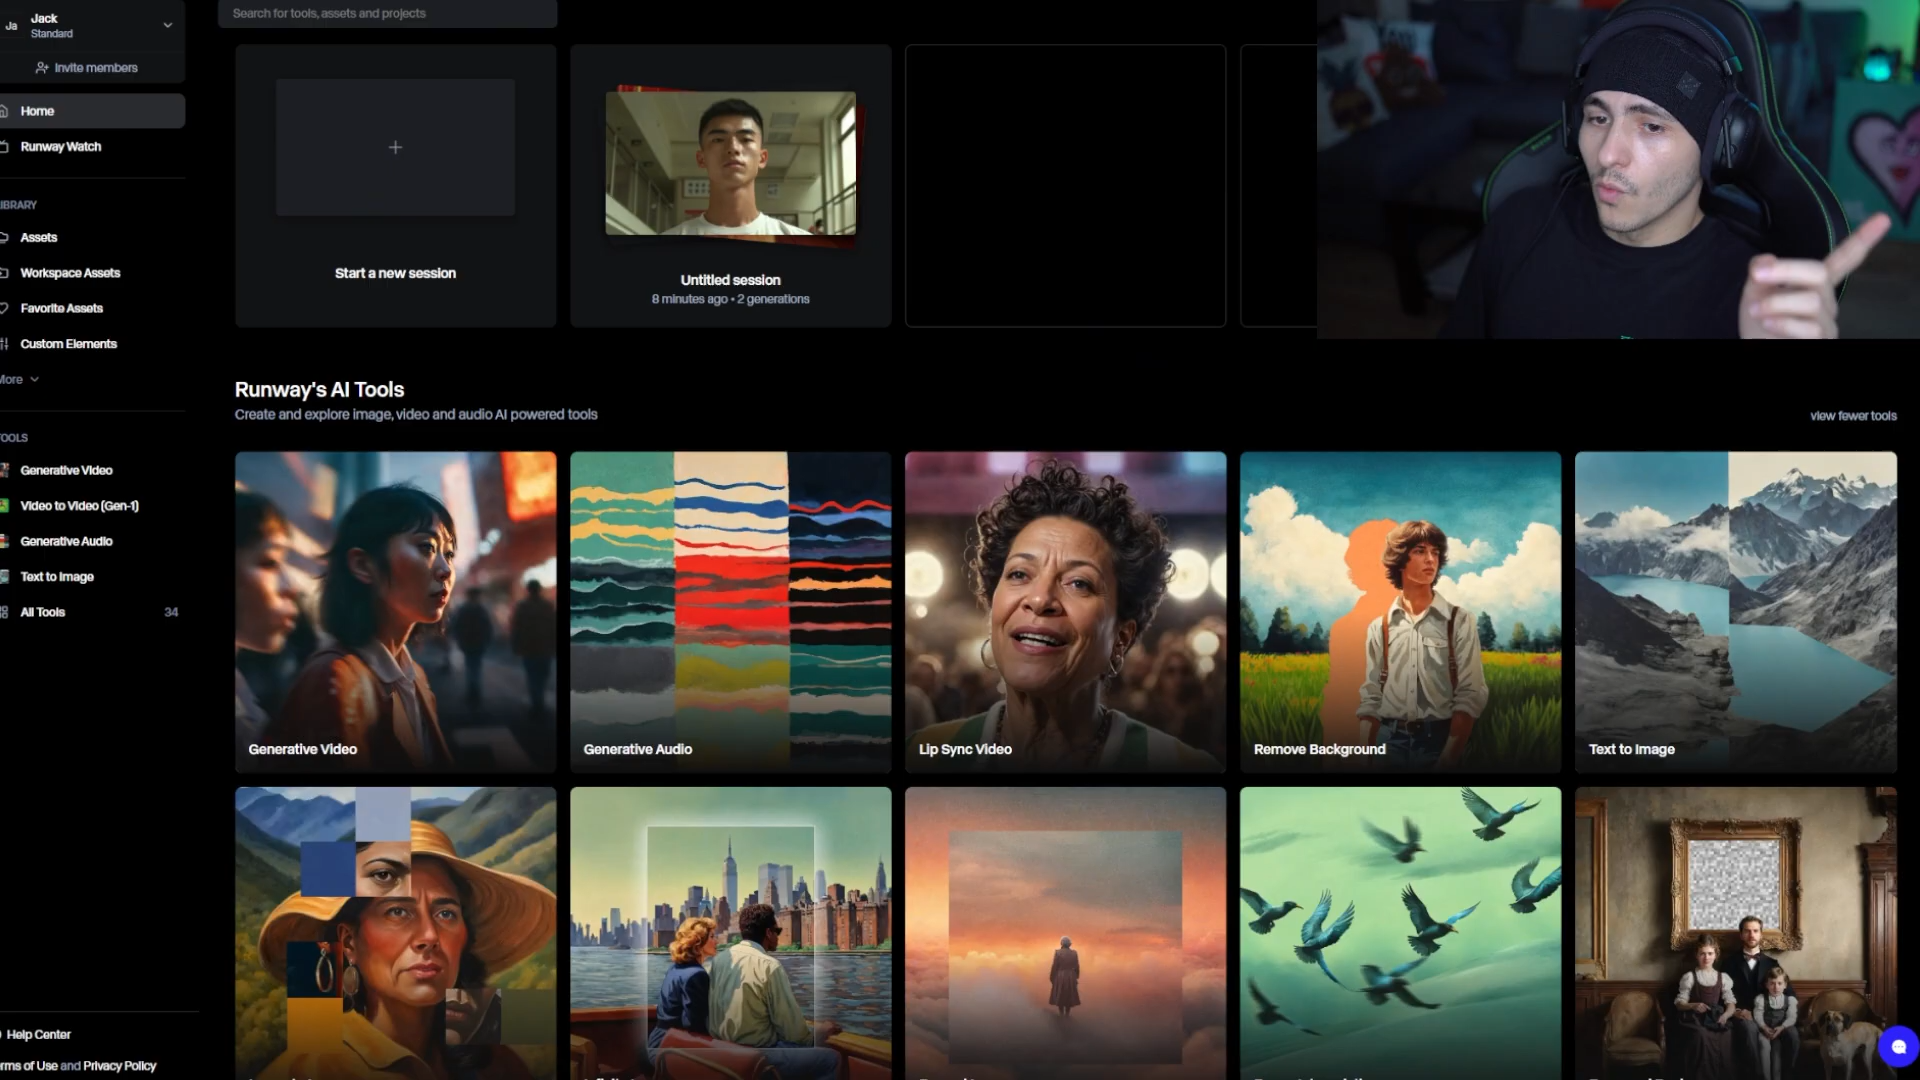 Ja
Jack
Standard
Invite members
Home
Runway Watch
IBRARY
Assets
Workspace Assets
Favorite Assets
Custom Elements
More
OOLS
Generative Video
Video to Video (Gen-1)
Generative Audio
Text to Image
All Tools 34
Help Center
rms of Use and Privacy Policy
Search for tools, assets and projects
Start a new session
Untitled session
8 minutes ago • 2 generations
Runway's AI Tools
Create and explore image, video and audio AI powered tools
view fewer tools
Generative Video
Generative Audio
Lip Sync Video
Remove Background
Text to Image